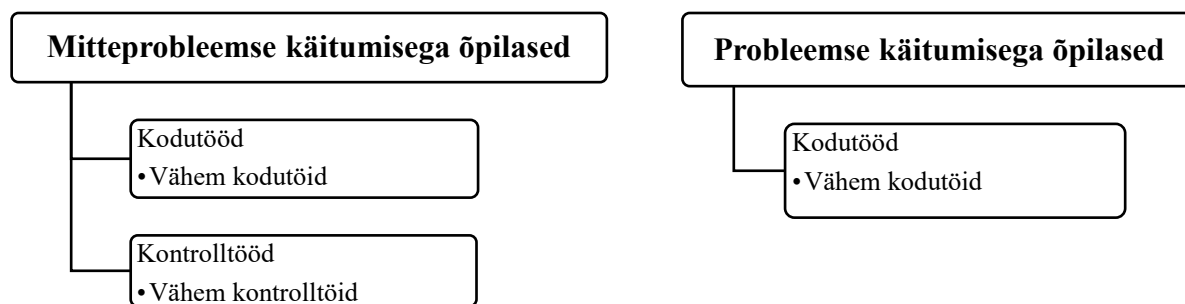 Mitteprobleemse käitumisega õpilased
Kodutööd
•Vähem kodutöid
Kontrolltööd
•Vähem kontrolltöid
Probleemse käitumisega õpilased
Kodutööd
•Vähem kodutöid